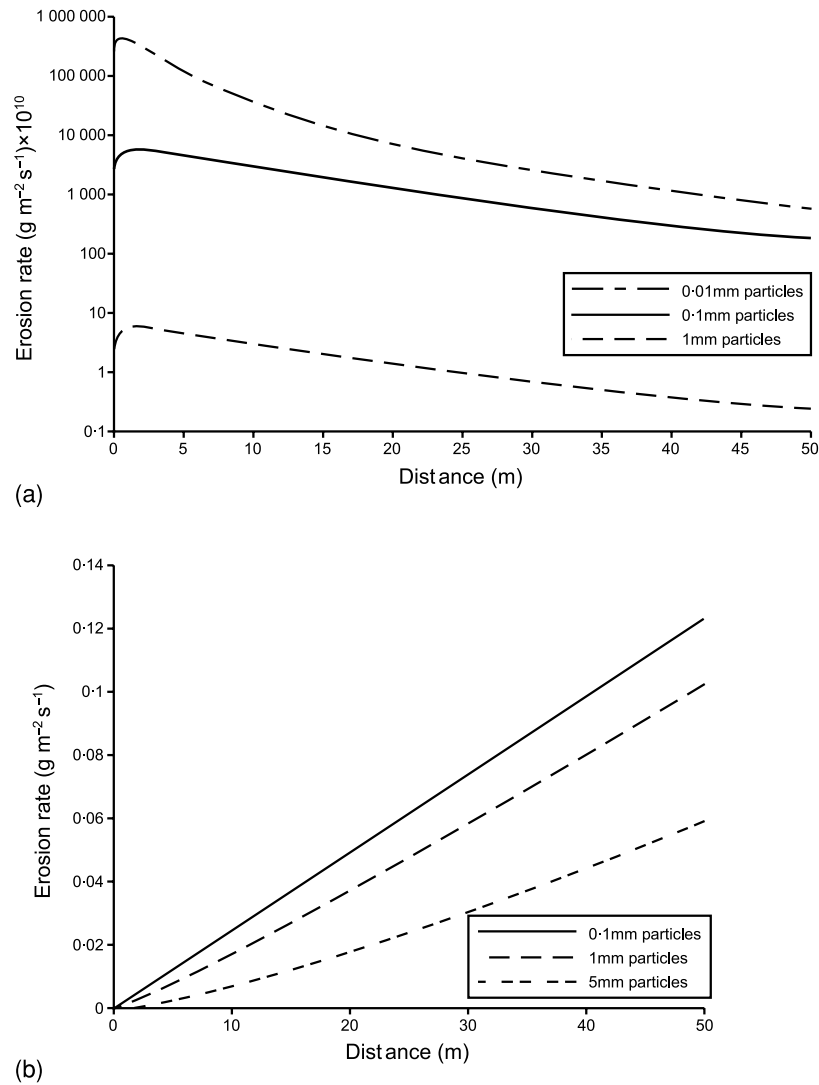 1 000 000
100 000
10 000
1 000
100
10
1
0·1
Erosion rate (g m⁻² s⁻¹)×10¹⁰
0·01mm particles
0·1mm particles
1mm particles
0 5 10 15 20 25 30 35 40 45 50
Distance (m)
(a)
0·14
0·12
0·1
0·08
0·06
0·04
0·02
0
Erosion rate (g m⁻² s⁻¹)
0·1mm particles
1mm particles
5mm particles
0 10 20 30 40 50
Distance (m)
(b)